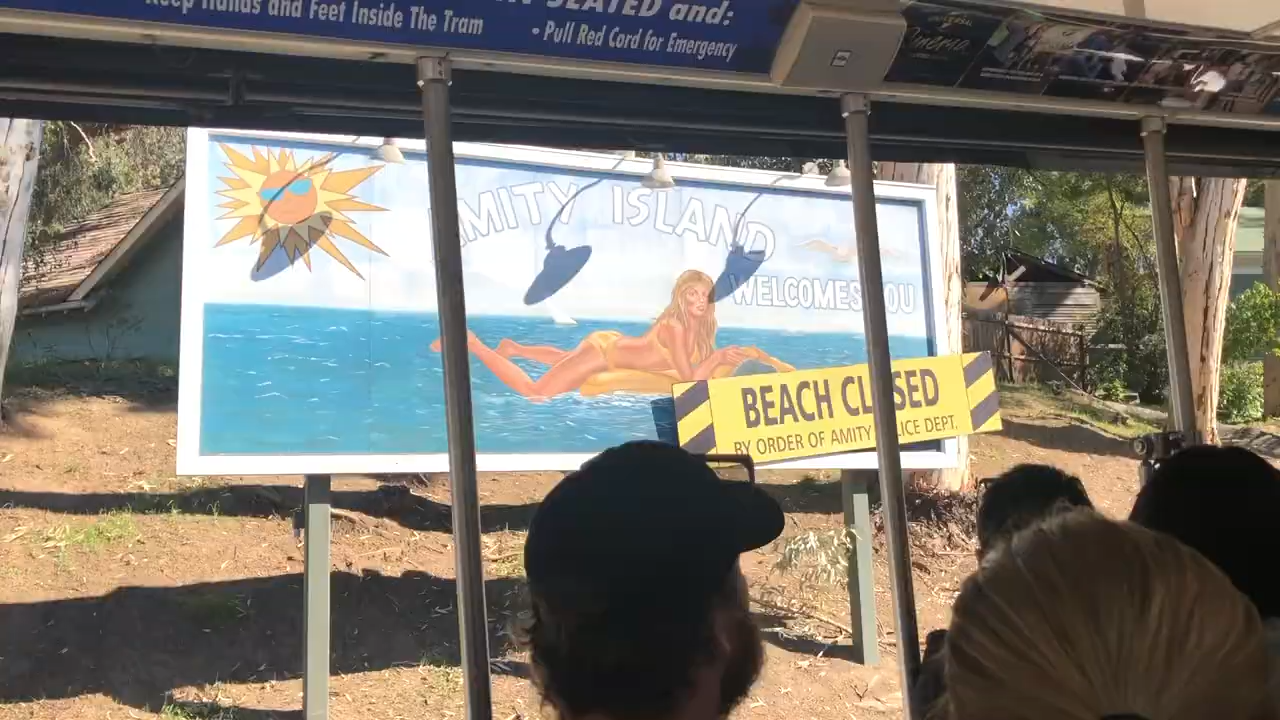 SEATED and:
Keep Hands and Feet Inside The Tram
• Pull Red Cord for Emergency
Cinema
AMITY ISLAND
WELCOMES YOU
BEACH CLOSED
BY ORDER OF AMITY POLICE DEPT.